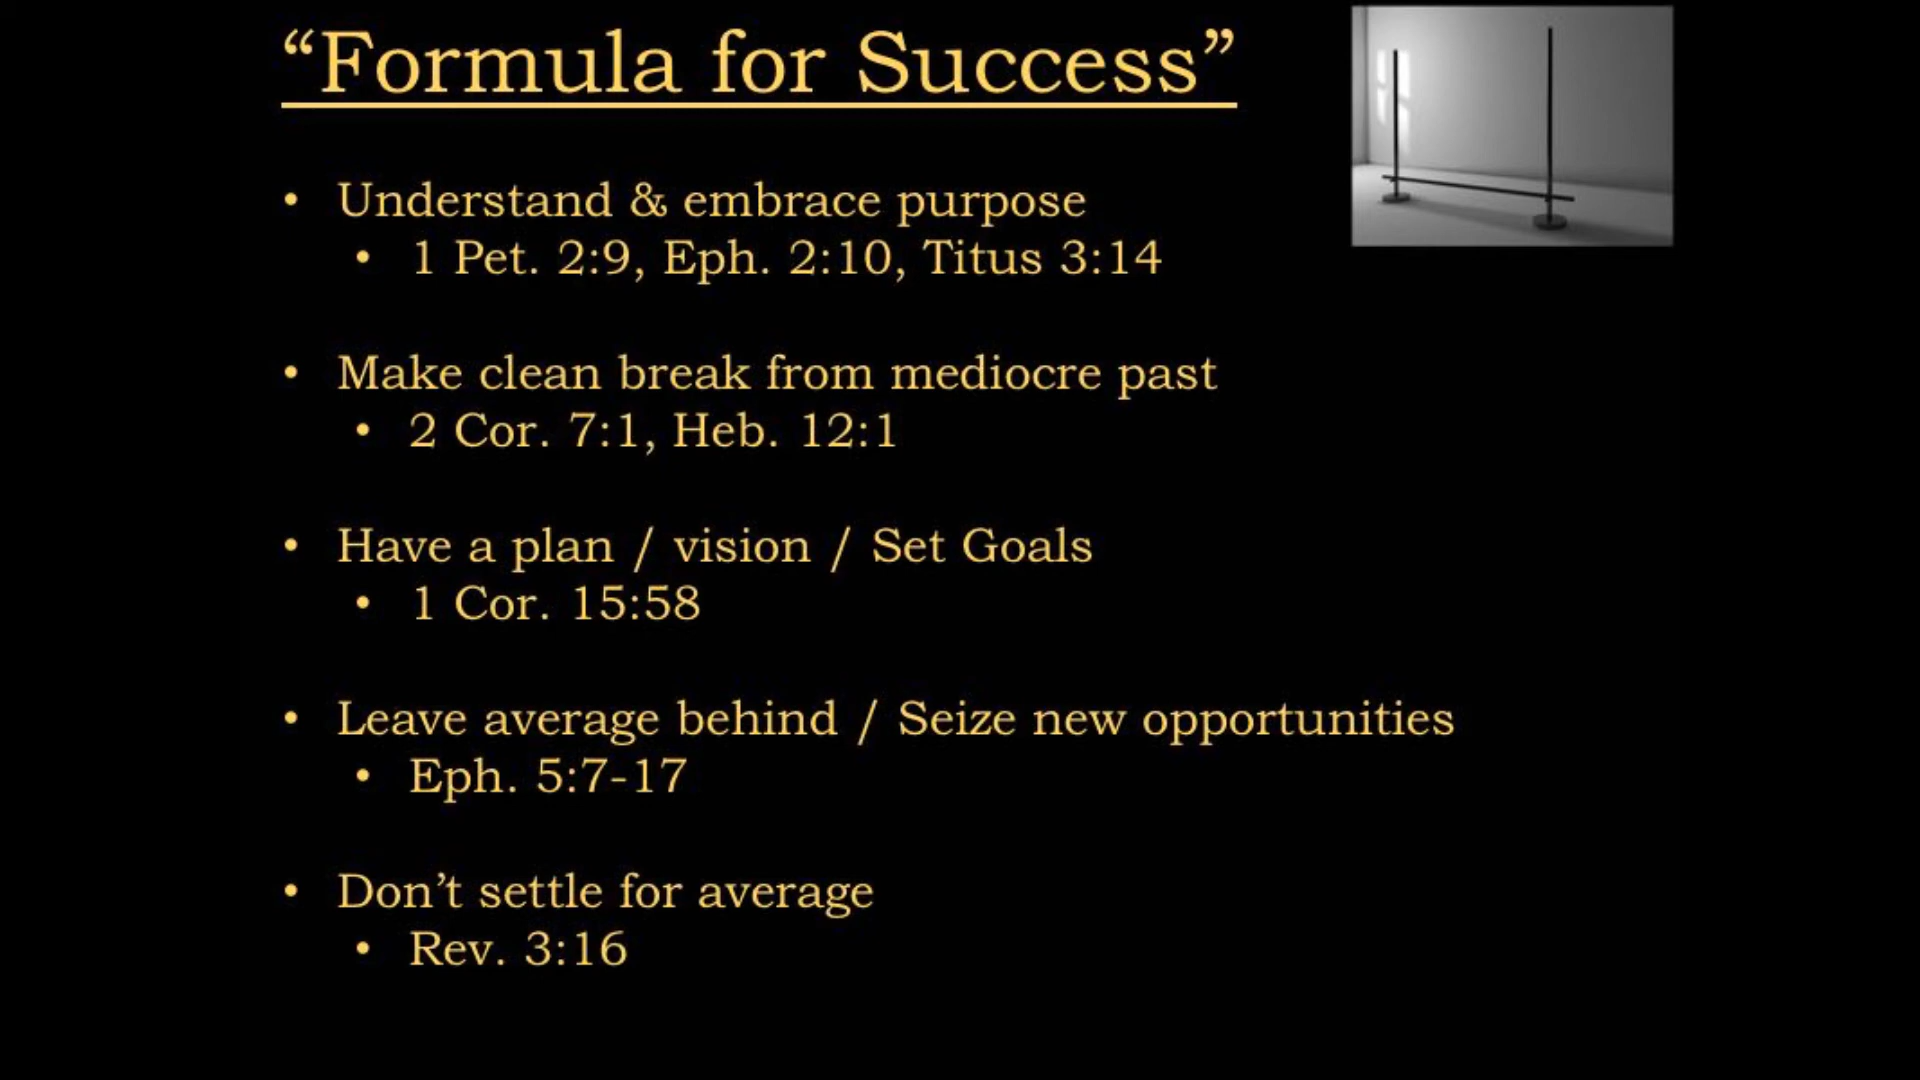 “Formula for Success”
• Understand & embrace purpose
• 1 Pet. 2:9, Eph. 2:10, Titus 3:14
• Make clean break from mediocre past
• 2 Cor. 7:1, Heb. 12:1
• Have a plan / vision / Set Goals
• 1 Cor. 15:58
• Leave average behind / Seize new opportunities
• Eph. 5:7-17
• Don’t settle for average
• Rev. 3:16